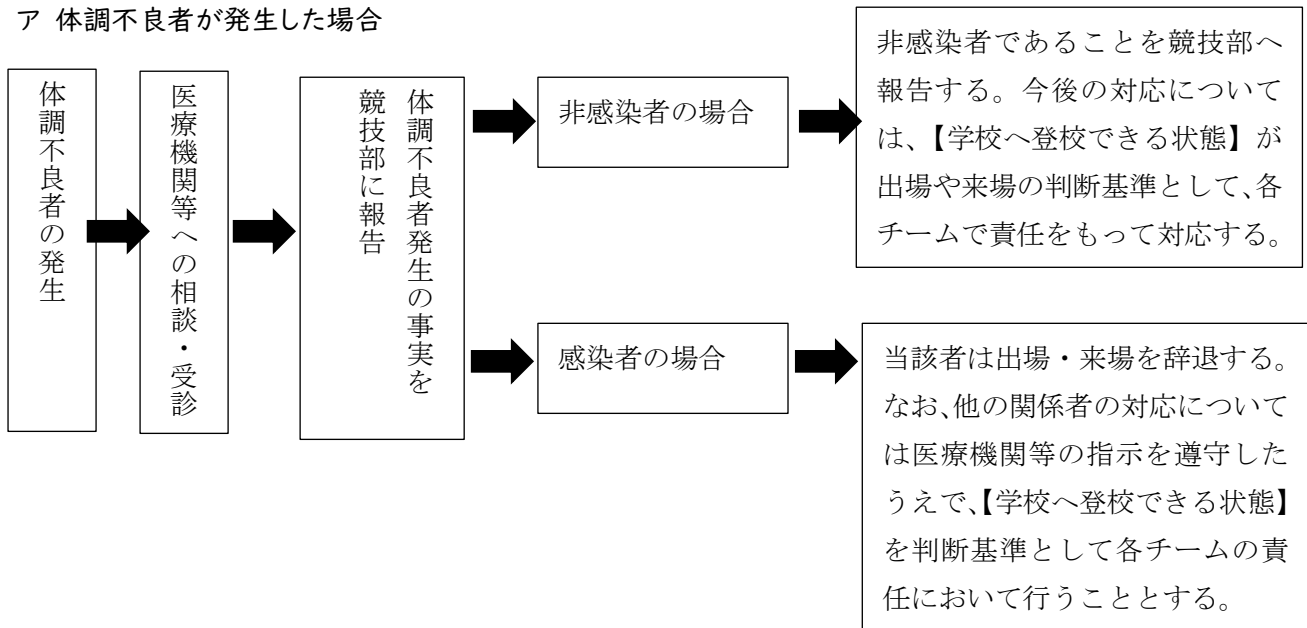 ア 体調不良者が発生した場合
体調不良者の発生
医療機関等への相談・受診
体調不良者発生の事実を
競技部に報告
非感染者の場合
非感染者であることを競技部へ
報告する。今後の対応について
は、【学校へ登校できる状態】が
出場や来場の判断基準として、各
チームで責任をもって対応する。
感染者の場合
当該者は出場・来場を辞退する。
なお、他の関係者の対応について
は医療機関等の指示を遵守した
うえで、【学校へ登校できる状態】
を判断基準として各チームの責
任において行うこととする。